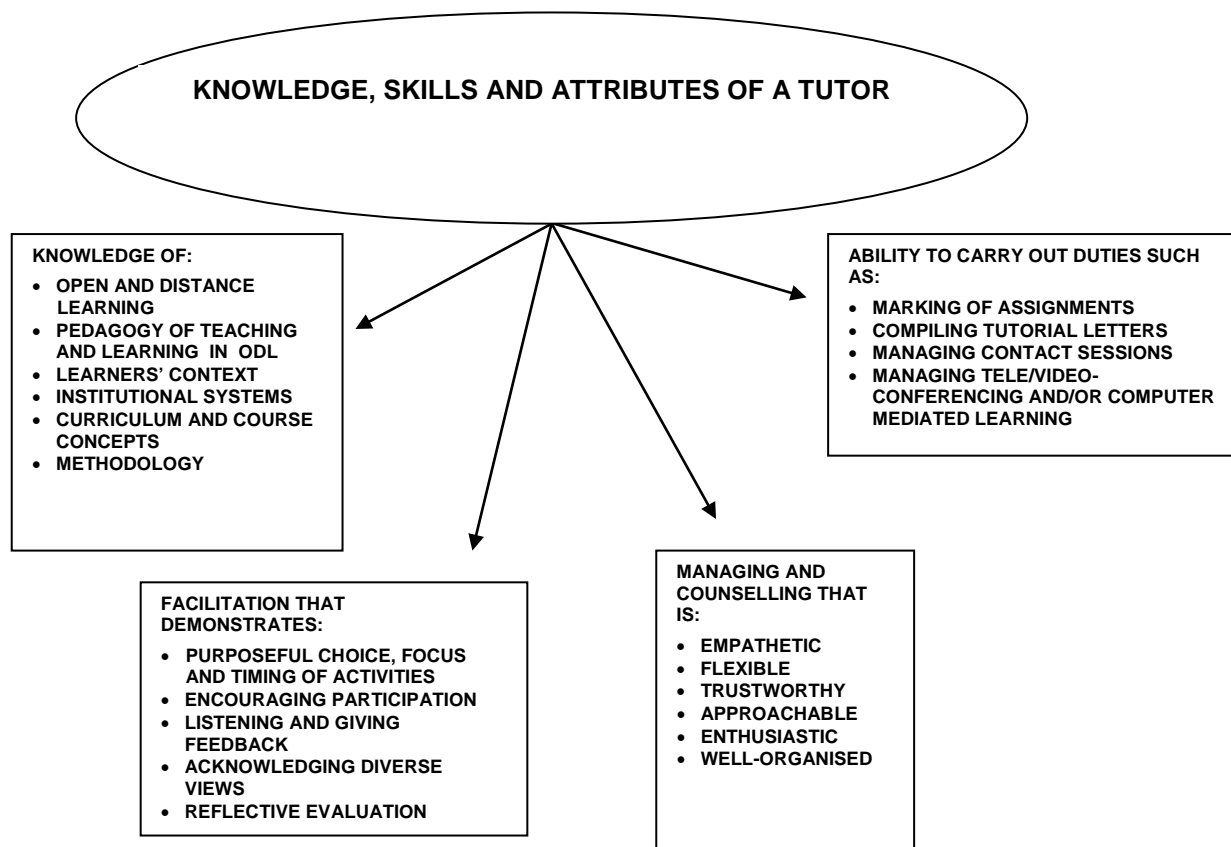 KNOWLEDGE, SKILLS AND ATTRIBUTES OF A TUTOR
KNOWLEDGE OF:
• OPEN AND DISTANCE
LEARNING
• PEDAGOGY OF TEACHING
AND LEARNING IN ODL
• LEARNERS’ CONTEXT
• INSTITUTIONAL SYSTEMS
• CURRICULUM AND COURSE
CONCEPTS
• METHODOLOGY
FACILITATION THAT
DEMONSTRATES:
• PURPOSEFUL CHOICE, FOCUS
AND TIMING OF ACTIVITIES
• ENCOURAGING PARTICIPATION
• LISTENING AND GIVING
FEEDBACK
• ACKNOWLEDGING DIVERSE
VIEWS
• REFLECTIVE EVALUATION
MANAGING AND
COUNSELLING THAT
IS:
• EMPATHETIC
• FLEXIBLE
• TRUSTWORTHY
• APPROACHABLE
• ENTHUSIASTIC
• WELL-ORGANISED
ABILITY TO CARRY OUT DUTIES SUCH
AS:
• MARKING OF ASSIGNMENTS
• COMPILING TUTORIAL LETTERS
• MANAGING CONTACT SESSIONS
• MANAGING TELE/VIDEO-
CONFERENCING AND/OR COMPUTER
MEDIATED LEARNING